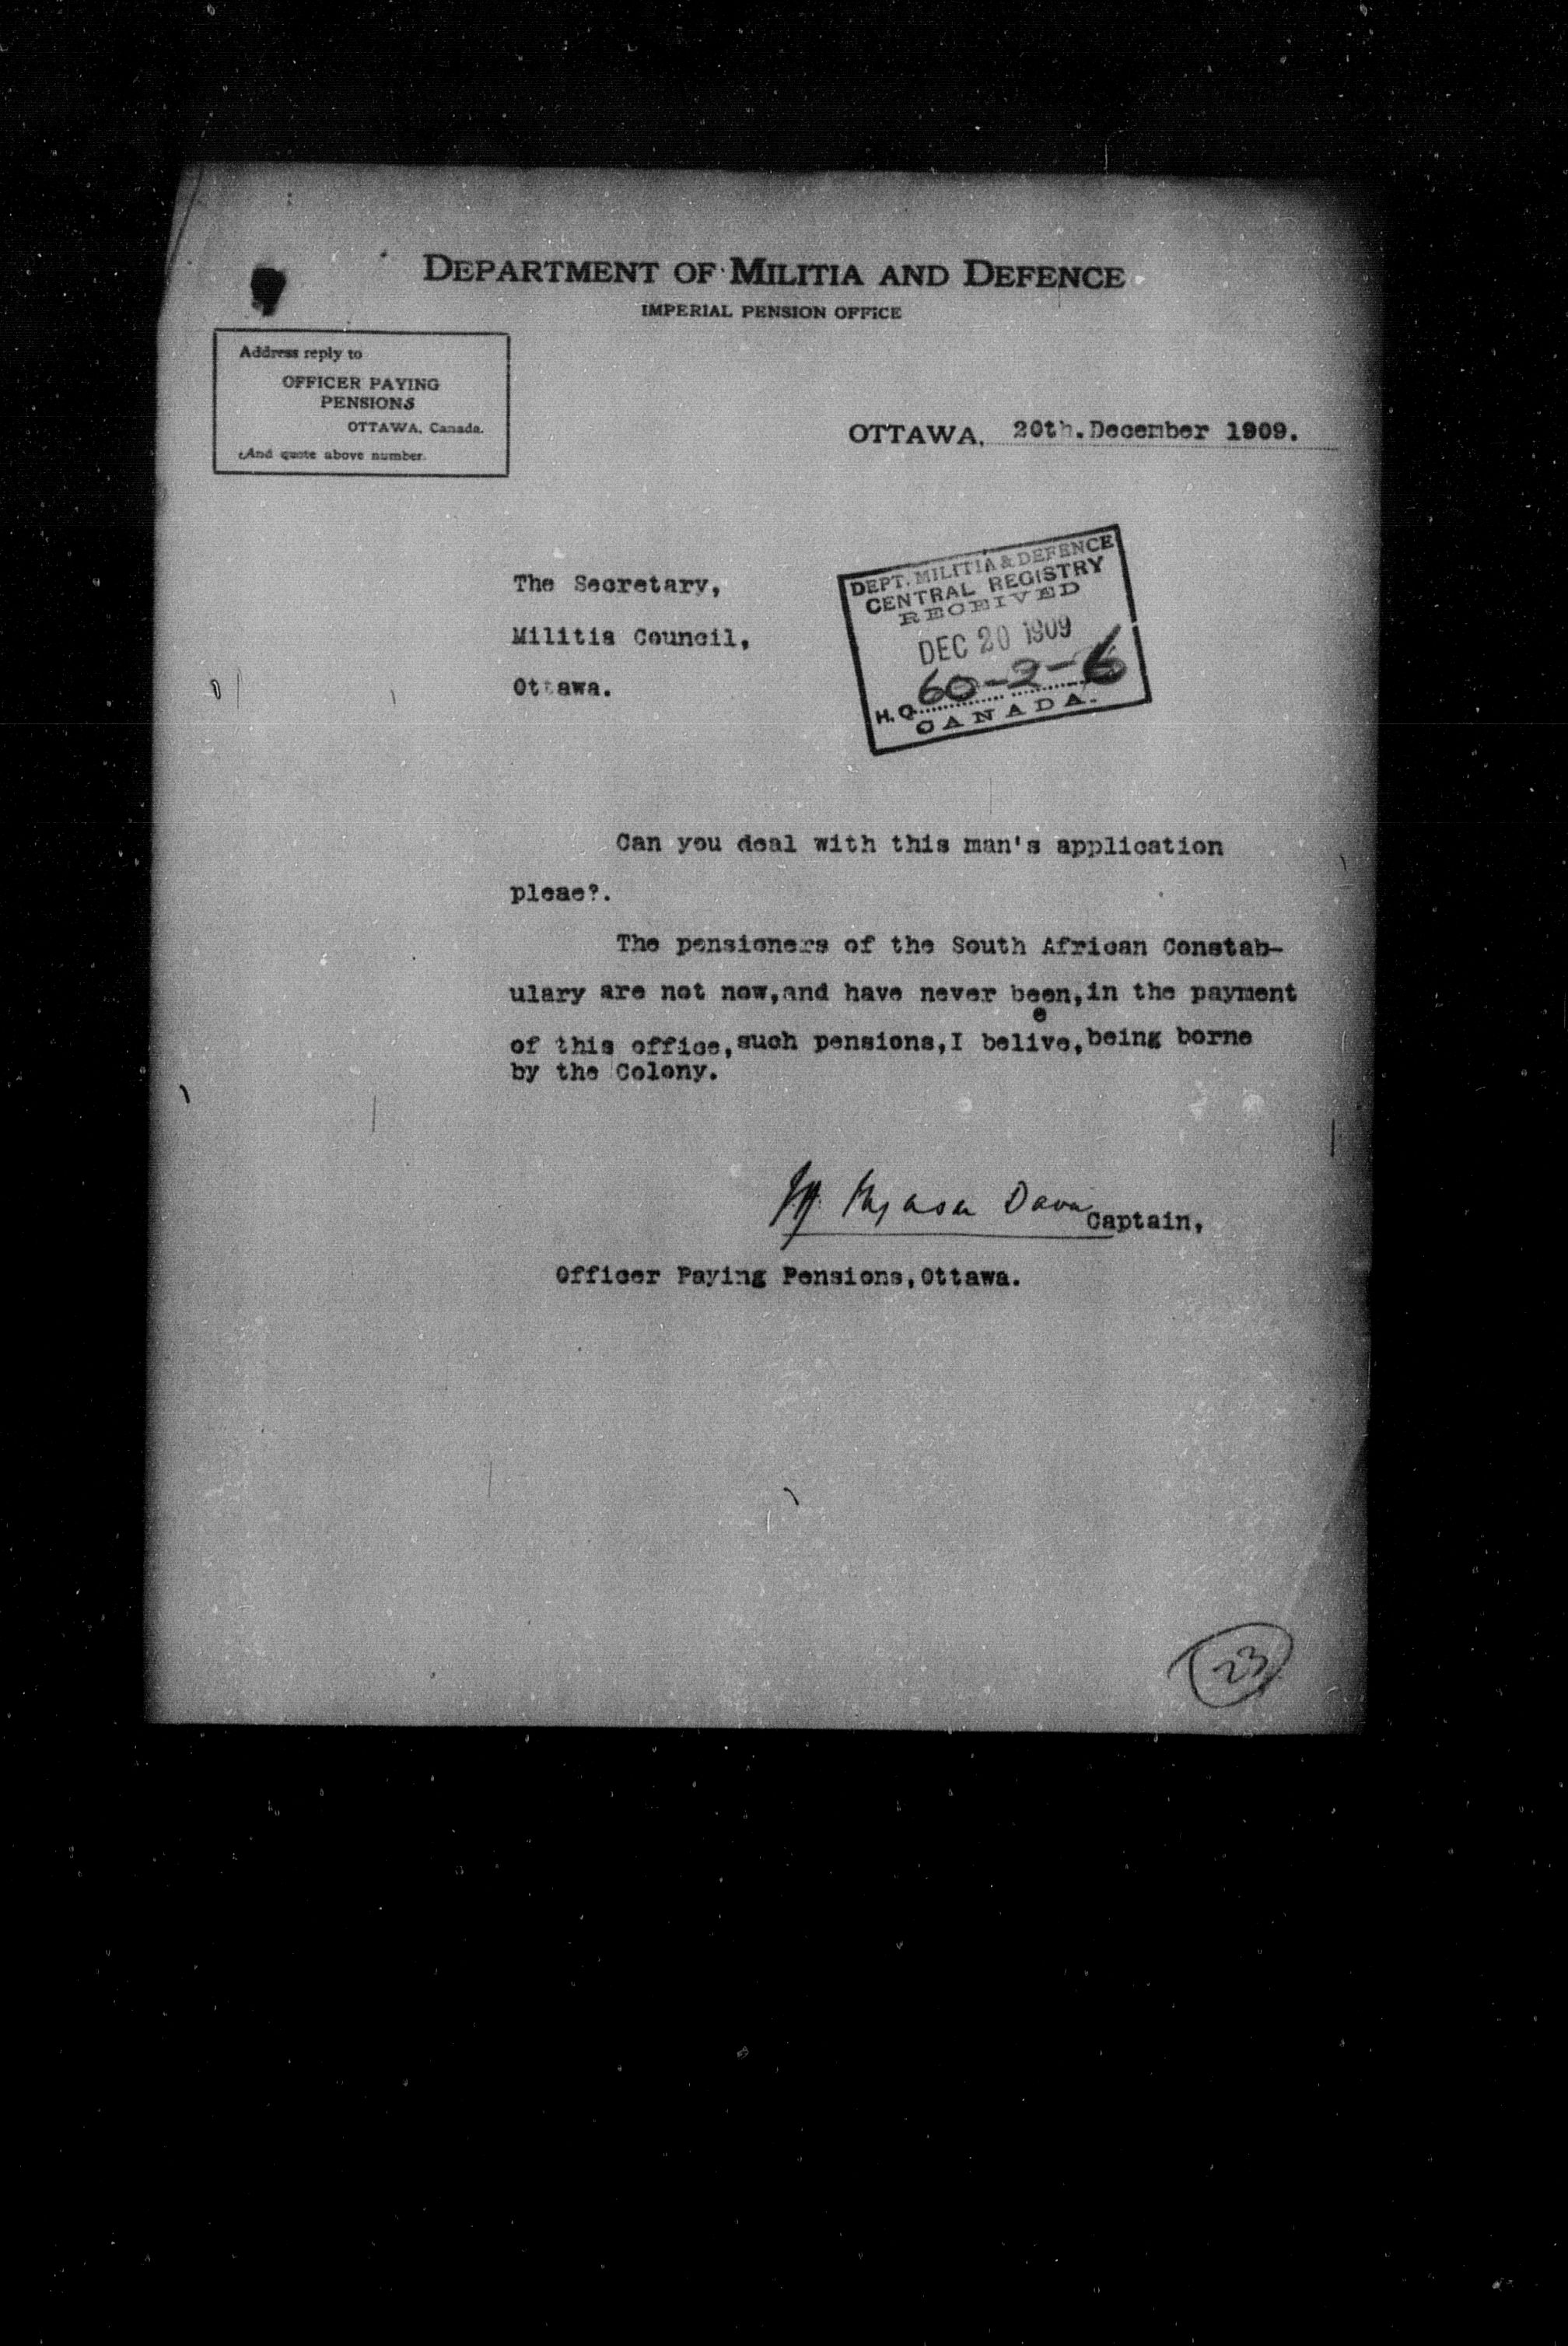 DEPARTMENT OF MILITIA AND DEFENCE
IMPERIAL PENSION OFFICE
Address reply to
OFFICER PAYING
PENSIONS
OTTAWA, Canada.
And quote above number.
OTTAWA, 20th.December 1909.
The Secretary,
Militia Council,
Ottawa.
DEPT. MILITIA & DEFENCE
CENTRAL REGISTRY
RECEIVED
DEC 20 1909
H.Q. 60-2-6
CANADA.
Can you deal with this man's application
pleae?.
The pensioners of the South African Constab-
ulary are not now,and have never been,in the payment
e
of this office,such pensions,I belive,being borne
by the Colony.
Captain,
Officer Paying Pensions,Ottawa.
23